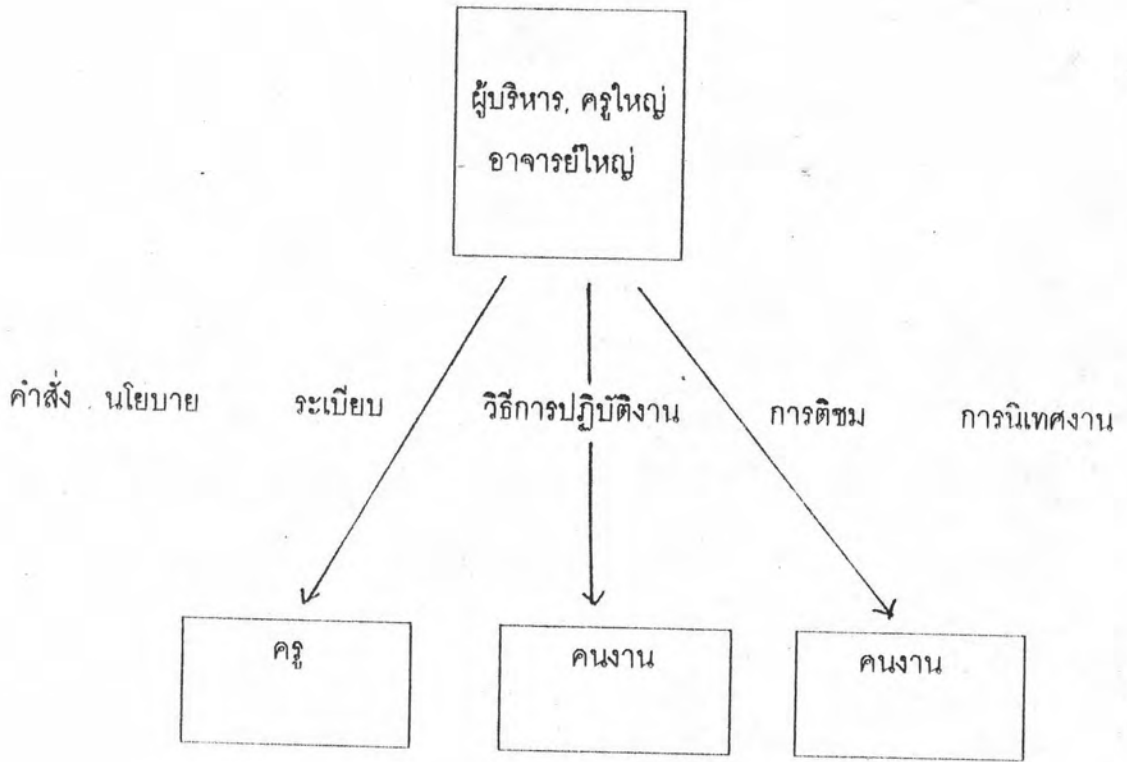 ผู้บริหาร, ครูใหญ่
อาจารย์ใหญ่
คำสั่ง นโยบาย ระเบียบ วิธีการปฏิบัติงาน การติชม การนิเทศงาน
ครู คนงาน คนงาน